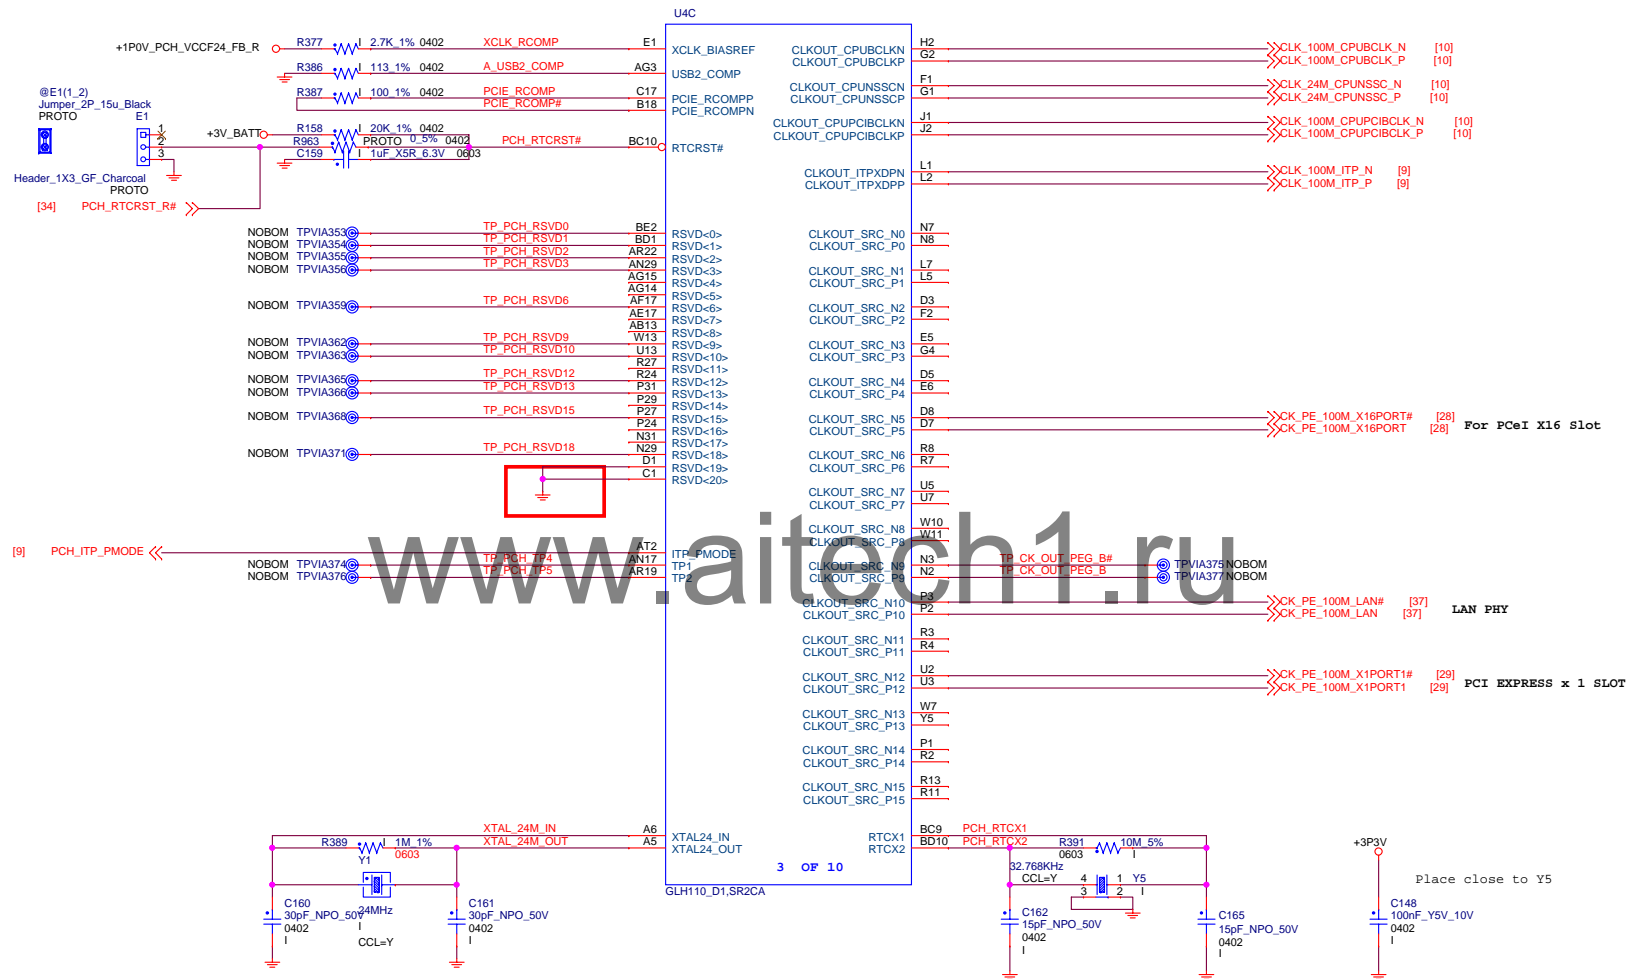 U4C
+1P0V_PCH_VCCF24_FB_R R377 I 2.7K_1% 0402 XCLK_RCOMP E1 XCLK_BIASREF
R386 I 113_1% 0402 A_USB2_COMP AG3 USB2_COMP
R387 I 100_1% 0402 PCIE_RCOMP C17 PCIE_RCOMPP
PCIE_RCOMP# B18 PCIE_RCOMPN
@E1(1_2)
Jumper_2P_15u_Black
PROTO E1
1
2
3
Header_1X3_GF_Charcoal
PROTO
+3V_BATT R158 I 20K_1% 0402
R963 PROTO 0_5% 0402 PCH_RTCRST# BC10 RTCRST#
C159 I 1uF_X5R_6.3V 0603
[34] PCH_RTCRST_R#
NOBOM TPVIA353 TP_PCH_RSVD0 BE2 RSVD<0>
NOBOM TPVIA354 TP_PCH_RSVD1 BD1 RSVD<1>
NOBOM TPVIA355 TP_PCH_RSVD2 AR22 RSVD<2>
NOBOM TPVIA356 TP_PCH_RSVD3 AN29 RSVD<3>
AG15 RSVD<4>
AG14 RSVD<5>
NOBOM TPVIA359 TP_PCH_RSVD6 AF17 RSVD<6>
AE17 RSVD<7>
AB13 RSVD<8>
NOBOM TPVIA362 TP_PCH_RSVD9 W13 RSVD<9>
NOBOM TPVIA363 TP_PCH_RSVD10 U13 RSVD<10>
R27 RSVD<11>
NOBOM TPVIA365 TP_PCH_RSVD12 R24 RSVD<12>
NOBOM TPVIA366 TP_PCH_RSVD13 P31 RSVD<13>
P29 RSVD<14>
NOBOM TPVIA368 TP_PCH_RSVD15 P27 RSVD<15>
P24 RSVD<16>
N31 RSVD<17>
NOBOM TPVIA371 TP_PCH_RSVD18 N29 RSVD<18>
D1 RSVD<19>
C1 RSVD<20>
[9] PCH_ITP_PMODE AT2 ITP_PMODE
NOBOM TPVIA374 TP_PCH_TP4 AN17 TP1
NOBOM TPVIA376 TP_PCH_TP5 AR19 TP2
www.aitech1.ru
XTAL_24M_IN A6 XTAL24_IN
XTAL_24M_OUT A5 XTAL24_OUT
R389 I 1M_1%
0603
Y1
24MHz
I
CCL=Y
C160
30pF_NPO_50V
0402
I
C161
30pF_NPO_50V
0402
I
CLKOUT_CPUBCLKN H2 CLK_100M_CPUBCLK_N [10]
CLKOUT_CPUBCLKP G2 CLK_100M_CPUBCLK_P [10]
CLKOUT_CPUNSSCN F1 CLK_24M_CPUNSSC_N [10]
CLKOUT_CPUNSSCP G1 CLK_24M_CPUNSSC_P [10]
CLKOUT_CPUPCIBCLKN J1 CLK_100M_CPUPCIBCLK_N [10]
CLKOUT_CPUPCIBCLKP J2 CLK_100M_CPUPCIBCLK_P [10]
CLKOUT_ITPXDPN L1 CLK_100M_ITP_N [9]
CLKOUT_ITPXDPP L2 CLK_100M_ITP_P [9]
CLKOUT_SRC_N0 N7
CLKOUT_SRC_P0 N8
CLKOUT_SRC_N1 L7
CLKOUT_SRC_P1 L5
CLKOUT_SRC_N2 D3
CLKOUT_SRC_P2 F2
CLKOUT_SRC_N3 E5
CLKOUT_SRC_P3 G4
CLKOUT_SRC_N4 D5
CLKOUT_SRC_P4 E6
CLKOUT_SRC_N5 D8 CK_PE_100M_X16PORT# [28]
CLKOUT_SRC_P5 D7 CK_PE_100M_X16PORT [28]
For PCeI X16 Slot
CLKOUT_SRC_N6 R8
CLKOUT_SRC_P6 R7
CLKOUT_SRC_N7 U5
CLKOUT_SRC_P7 U7
CLKOUT_SRC_N8 W10
CLKOUT_SRC_P8 W11
CLKOUT_SRC_N9 N3 TP_CK_OUT_PEG_B# TPVIA375 NOBOM
CLKOUT_SRC_P9 N2 TP_CK_OUT_PEG_B TPVIA377 NOBOM
CLKOUT_SRC_N10 P3 CK_PE_100M_LAN# [37]
CLKOUT_SRC_P10 P2 CK_PE_100M_LAN [37]
LAN PHY
CLKOUT_SRC_N11 R3
CLKOUT_SRC_P11 R4
CLKOUT_SRC_N12 U2 CK_PE_100M_X1PORT1# [29]
CLKOUT_SRC_P12 U3 CK_PE_100M_X1PORT1 [29]
PCI EXPRESS x 1 SLOT
CLKOUT_SRC_N13 W7
CLKOUT_SRC_P13 Y5
CLKOUT_SRC_N14 P1
CLKOUT_SRC_P14 R2
CLKOUT_SRC_N15 R13
CLKOUT_SRC_P15 R11
RTCX1 BC9 PCH_RTCX1
RTCX2 BD10 PCH_RTCX2
R391 10M_5%
0603 I
32.768KHz
CCL=Y 4 1 Y5
3 2 I
C162
15pF_NPO_50V
0402
I
C165
15pF_NPO_50V
0402
I
+3P3V
Place close to Y5
C148
100nF_Y5V_10V
0402
I
3 OF 10
GLH110_D1,SR2CA